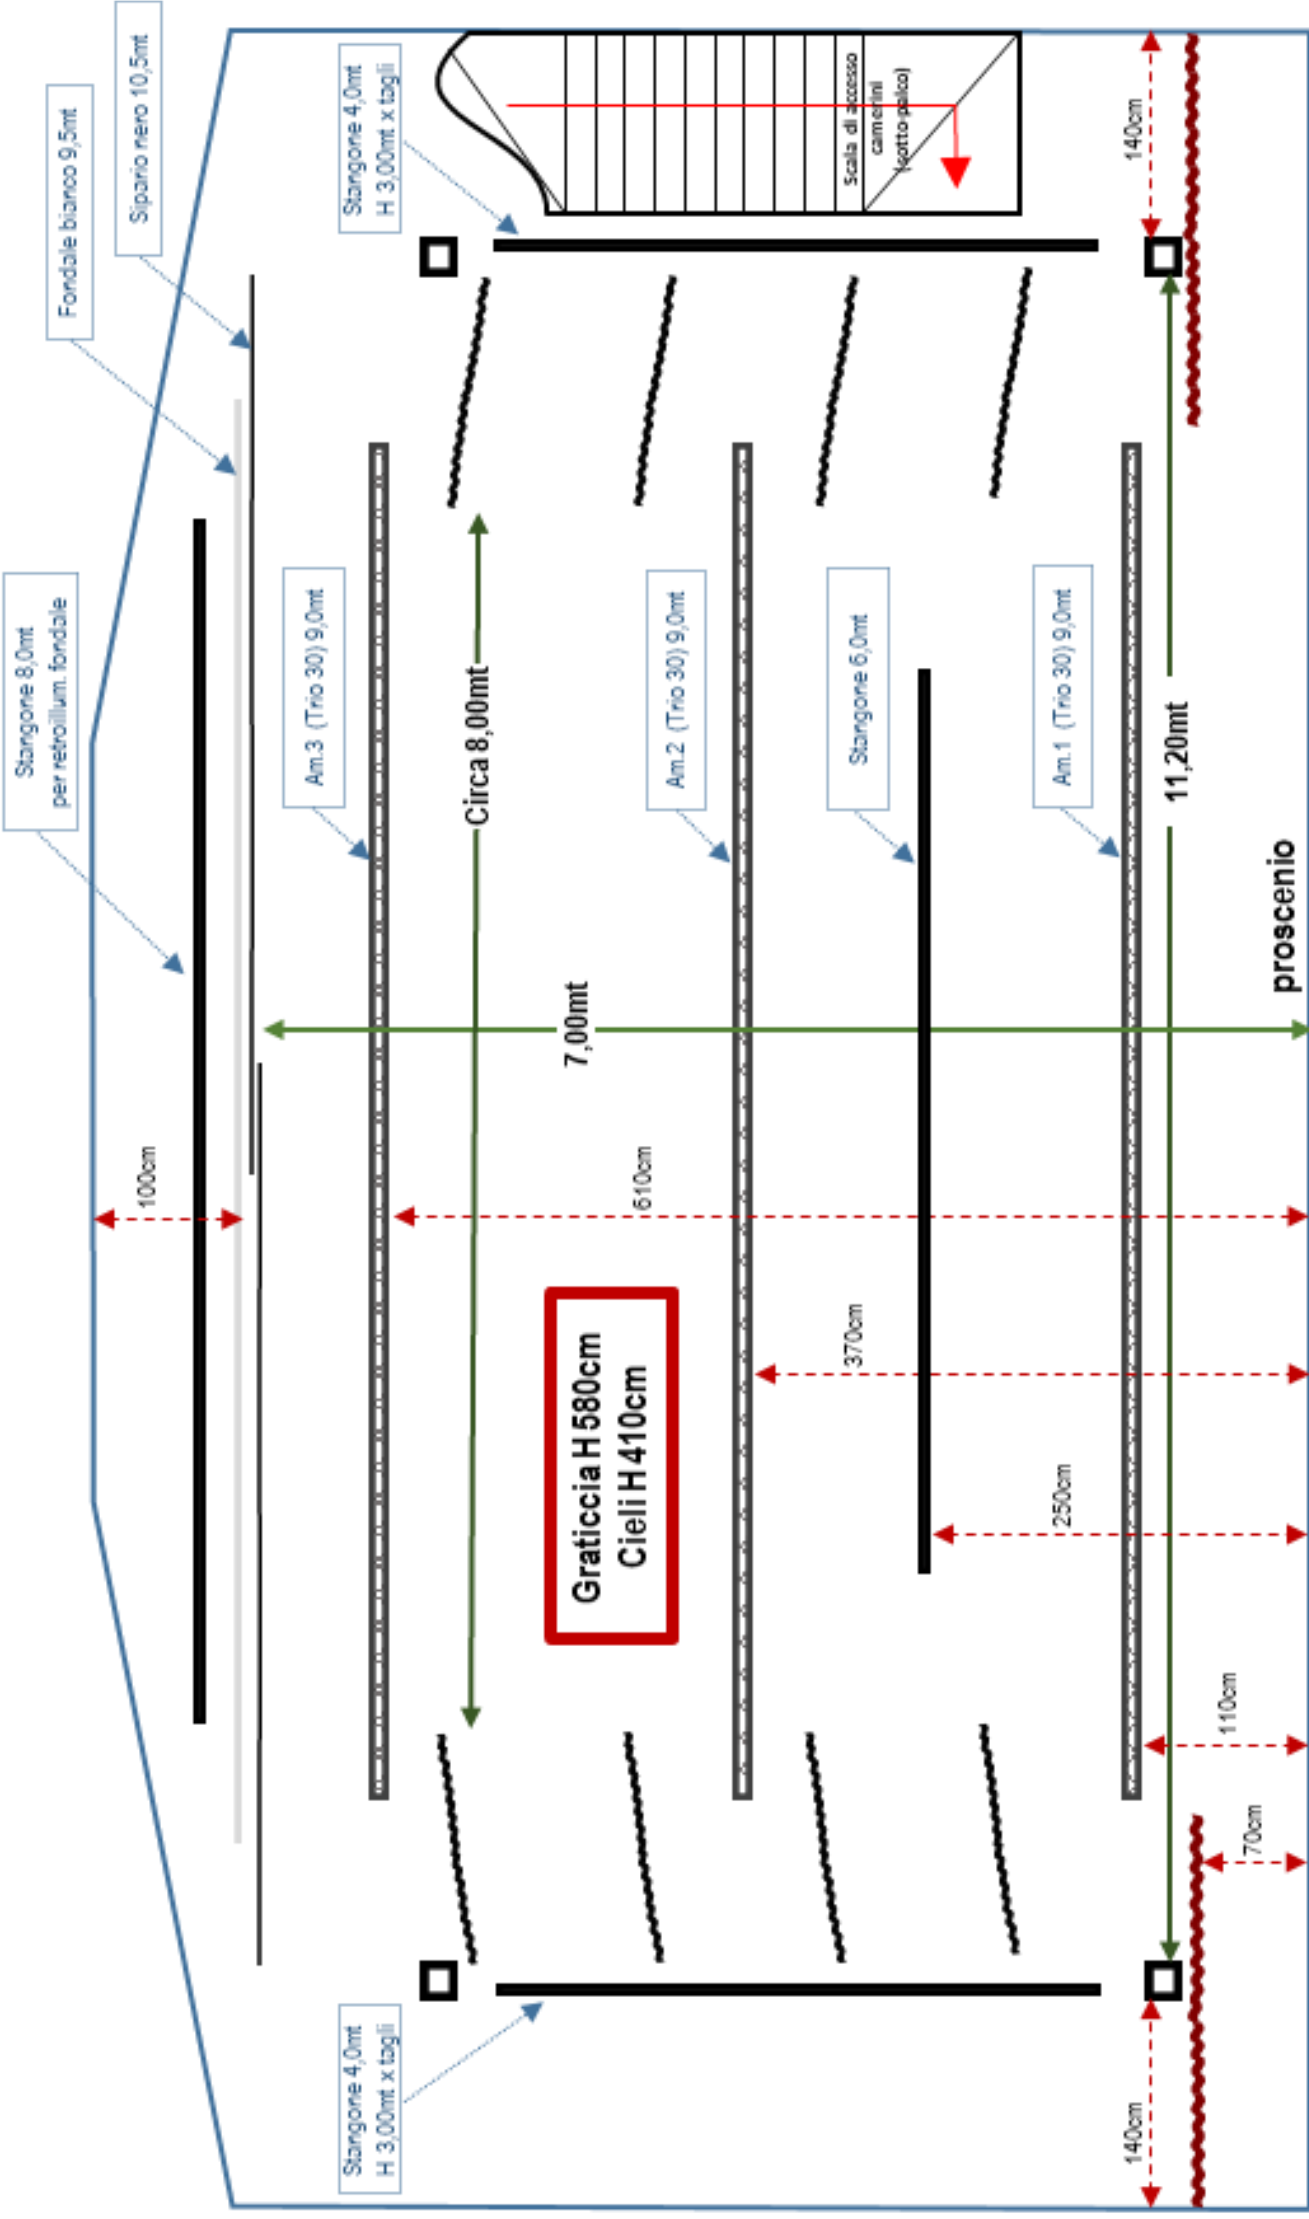 Stangone 8,0mt
per retroillum. fondale
Fondale bianco 9,5mt
Sipario nero 10,5mt
Stangone 4,0mt
H 3,00mt x tagli
Stangone 4,0mt
H 3,00mt x tagli
Scala di accesso
camerini
(sotto-palco)
100cm
Am.3 (Trio 30) 9,0mt
Circa 8,00mt
7,00mt
610cm
Graticcia H 580cm
Cieli H 410cm
Am.2 (Trio 30) 9,0mt
370cm
Stangone 6,0mt
250cm
Am.1 (Trio 30) 9,0mt
140cm
11,20mt
140cm
110cm
70cm
proscenio